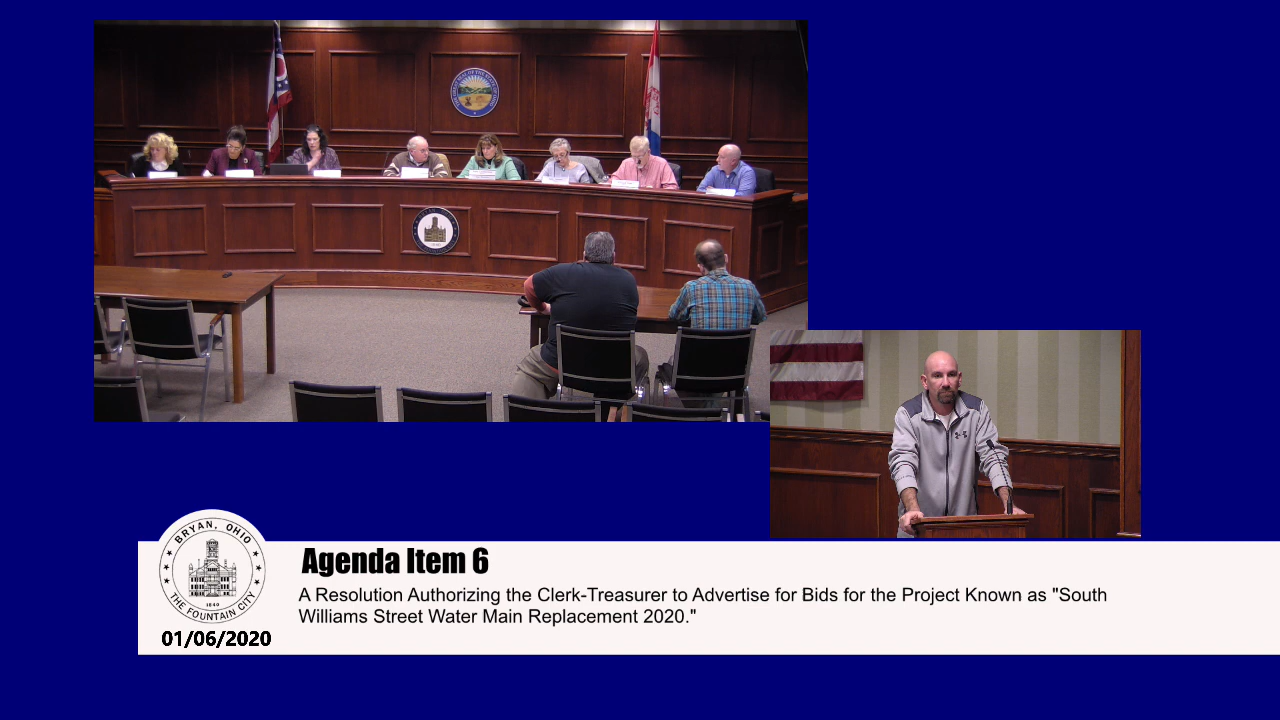 BRYAN, OHIO
1840
THE FOUNTAIN CITY
01/06/2020
Agenda Item 6
A Resolution Authorizing the Clerk-Treasurer to Advertise for Bids for the Project Known as "South
Williams Street Water Main Replacement 2020."